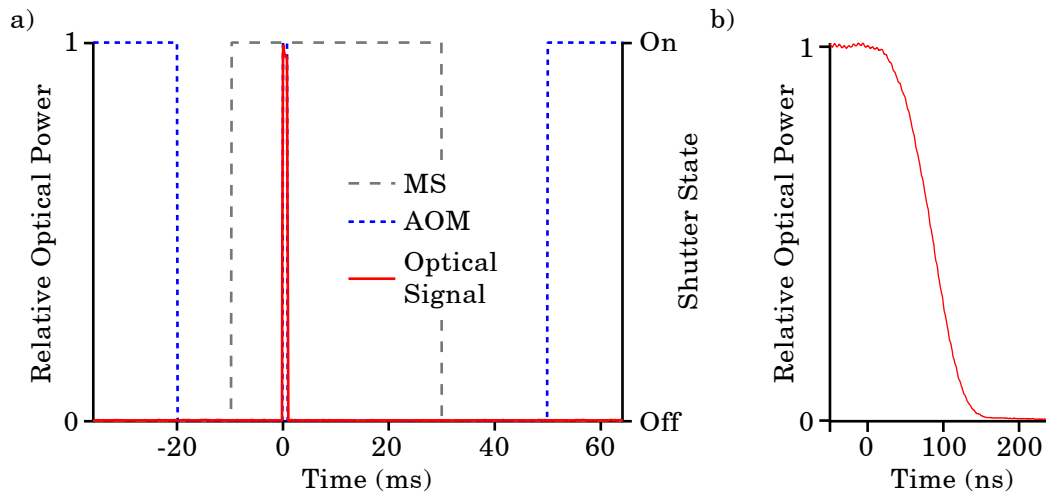 a)
1
0
Relative Optical Power
-20
0
20
40
60
Time (ms)
MS
AOM
Optical
Signal
On
Off
Shutter State
b)
1
0
Relative Optical Power
0
100
200
Time (ns)